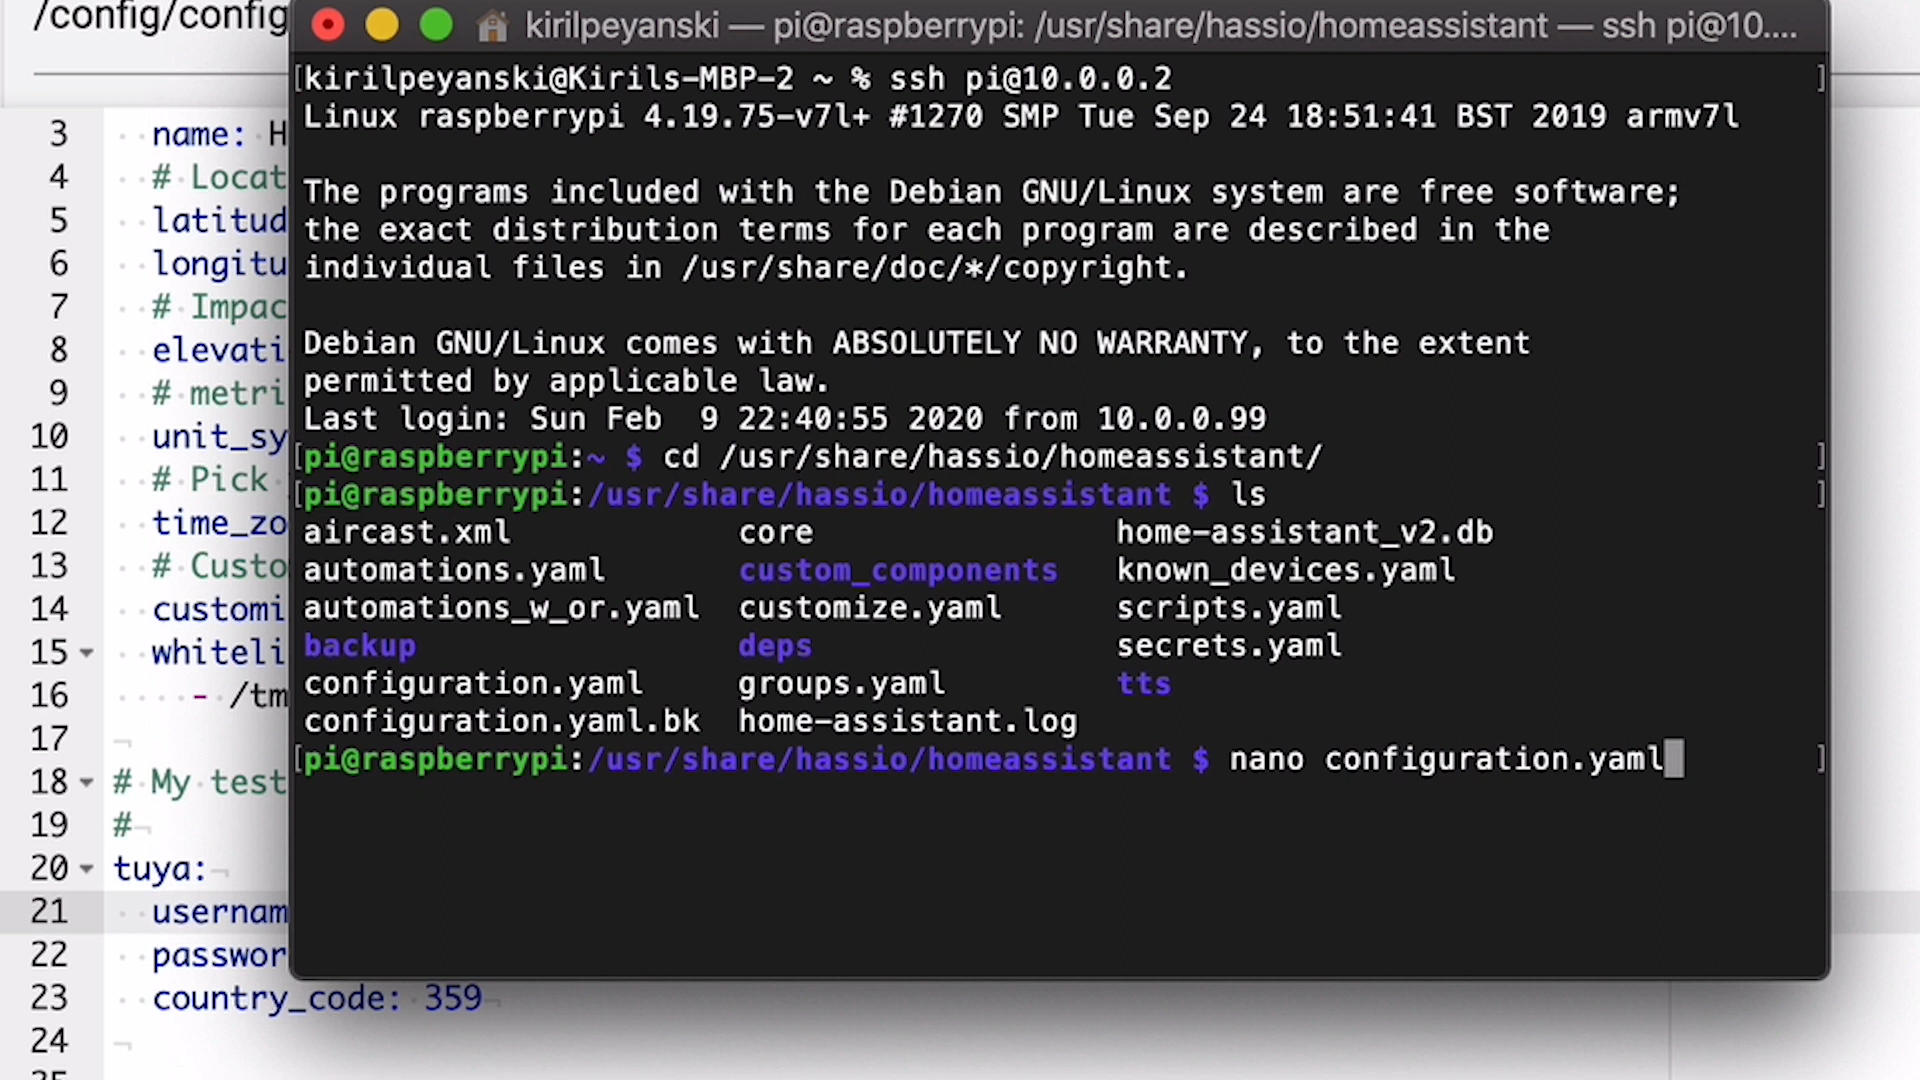 /config/config
kirilpeyanski — pi@raspberrypi: /usr/share/hassio/homeassistant — ssh pi@10....
[kirilpeyanski@Kirils-MBP-2 ~ % ssh pi@10.0.0.2 ]
Linux raspberrypi 4.19.75-v7l+ #1270 SMP Tue Sep 24 18:51:41 BST 2019 armv7l
The programs included with the Debian GNU/Linux system are free software;
the exact distribution terms for each program are described in the
individual files in /usr/share/doc/*/copyright.
Debian GNU/Linux comes with ABSOLUTELY NO WARRANTY, to the extent
permitted by applicable law.
Last login: Sun Feb  9 22:40:55 2020 from 10.0.0.99
[pi@raspberrypi:~ $ cd /usr/share/hassio/homeassistant/ ]
[pi@raspberrypi:/usr/share/hassio/homeassistant $ ls ]
aircast.xml core home-assistant_v2.db
automations.yaml custom_components known_devices.yaml
automations_w_or.yaml customize.yaml scripts.yaml
backup deps secrets.yaml
configuration.yaml groups.yaml tts
configuration.yaml.bk home-assistant.log
[pi@raspberrypi:/usr/share/hassio/homeassistant $ nano configuration.yaml ]
3 name: H
4 # Locat
5 latitud
6 longitu
7 # Impac
8 elevati
9 # metri
10 unit_sy
11 # Pick
12 time_zo
13 # Custo
14 customi
15 whiteli
16 - /tm
17
18 # My test
19 #
20 tuya:
21 usernam
22 passwor
23 country_code: 359
24